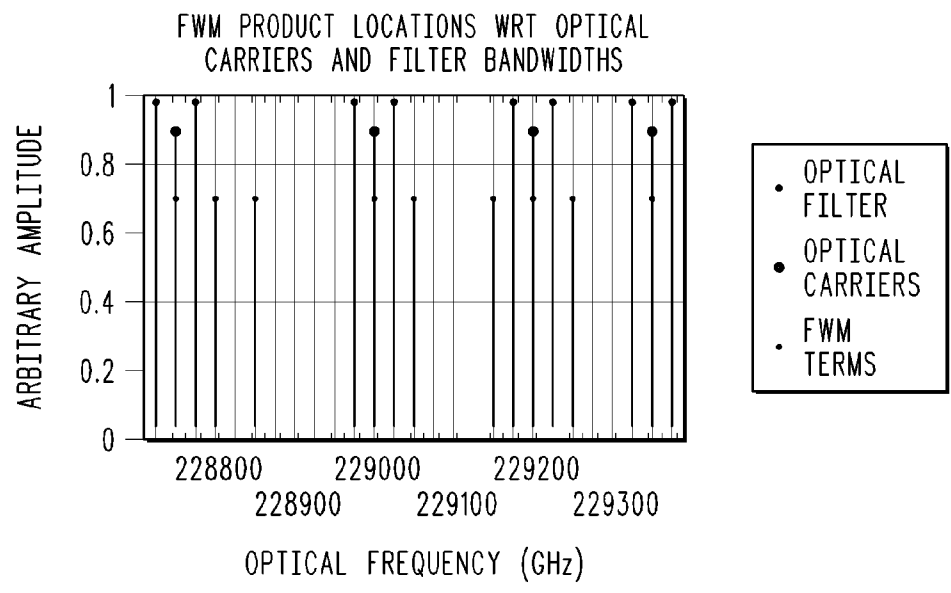 FWM PRODUCT LOCATIONS WRT OPTICAL
CARRIERS AND FILTER BANDWIDTHS
ARBITRARY AMPLITUDE
1
0.8
0.6
0.4
0.2
0
228800
229000
229200
228900
229100
229300
OPTICAL FREQUENCY (GHz)
OPTICAL
FILTER
OPTICAL
CARRIERS
FWM
TERMS